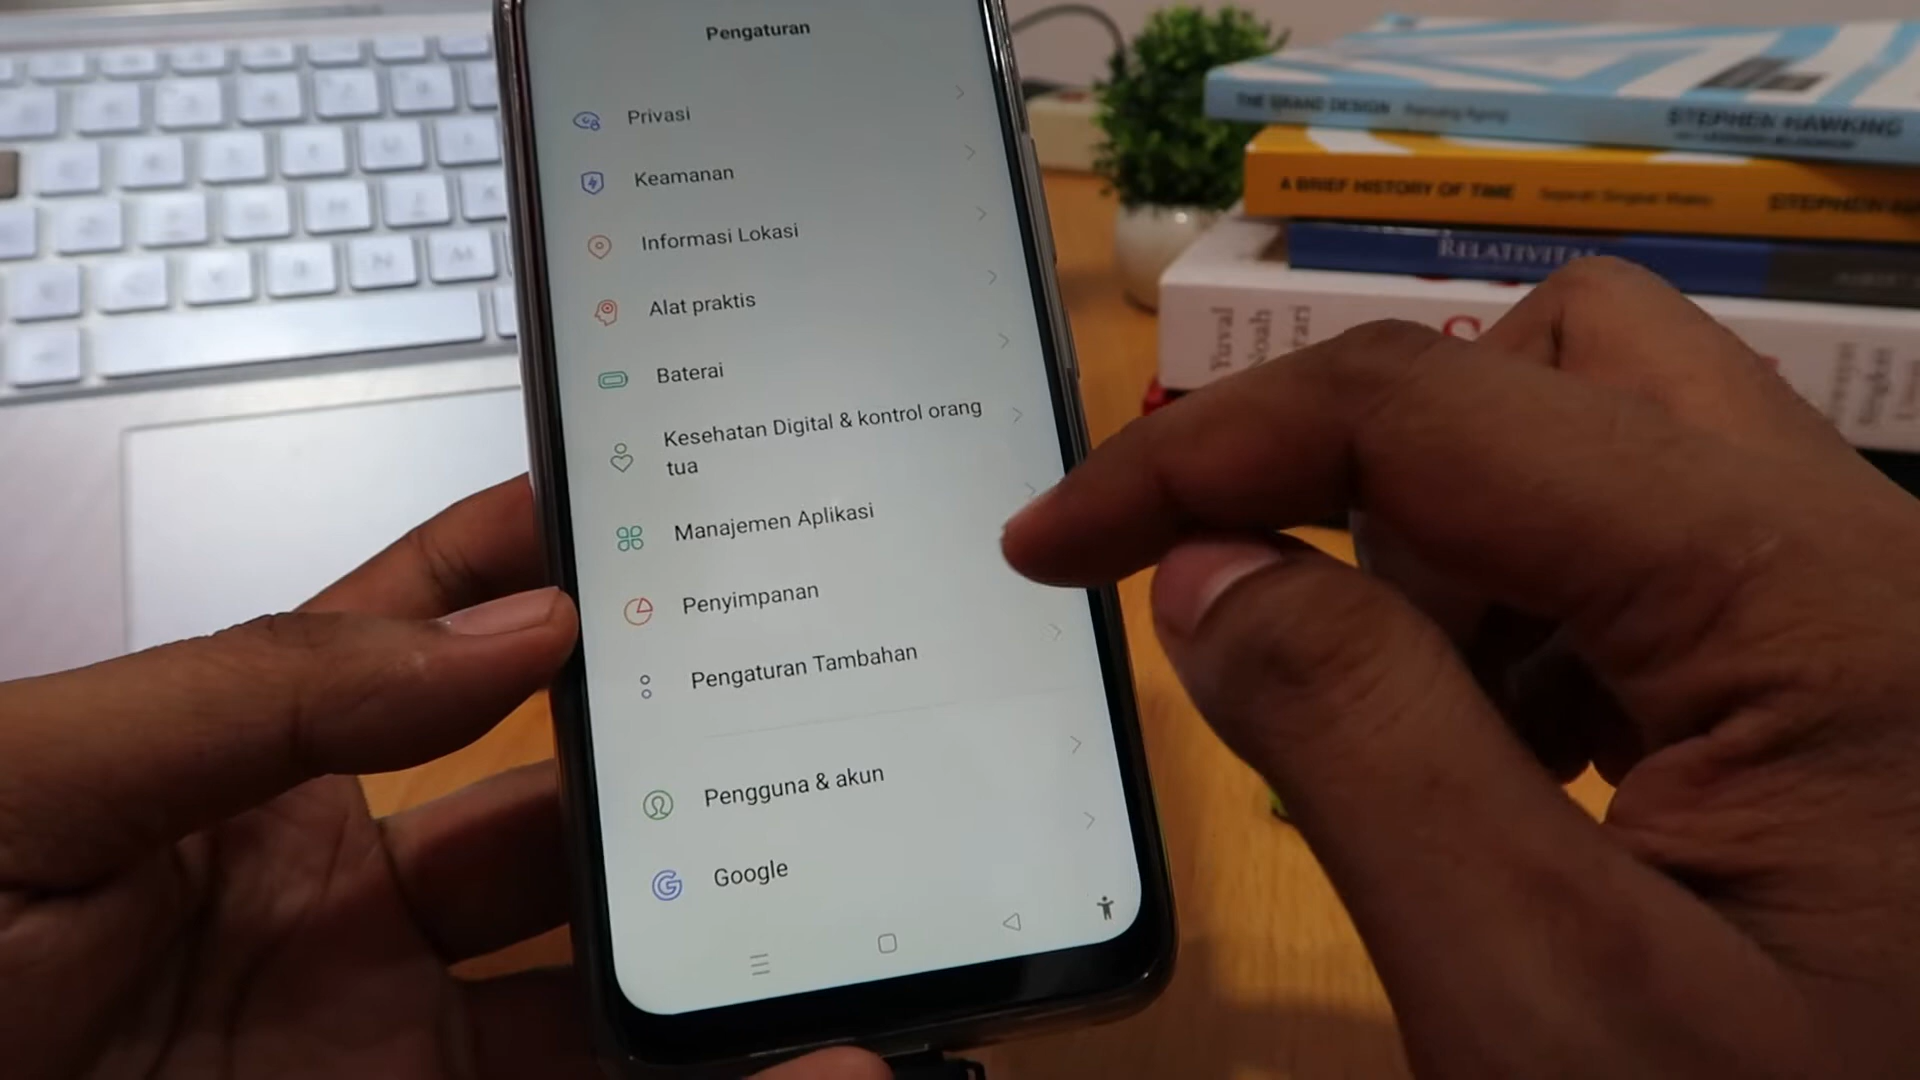 Pengaturan
Privasi
Keamanan
Informasi Lokasi
Alat praktis
Baterai
Kesehatan Digital & kontrol orang
tua
Manajemen Aplikasi
Penyimpanan
Pengaturan Tambahan
Pengguna & akun
Google
THE GRAND DESIGN
STEPHEN HAWKING
A BRIEF HISTORY OF TIME
RELATIVITAS
Yuval
Noah